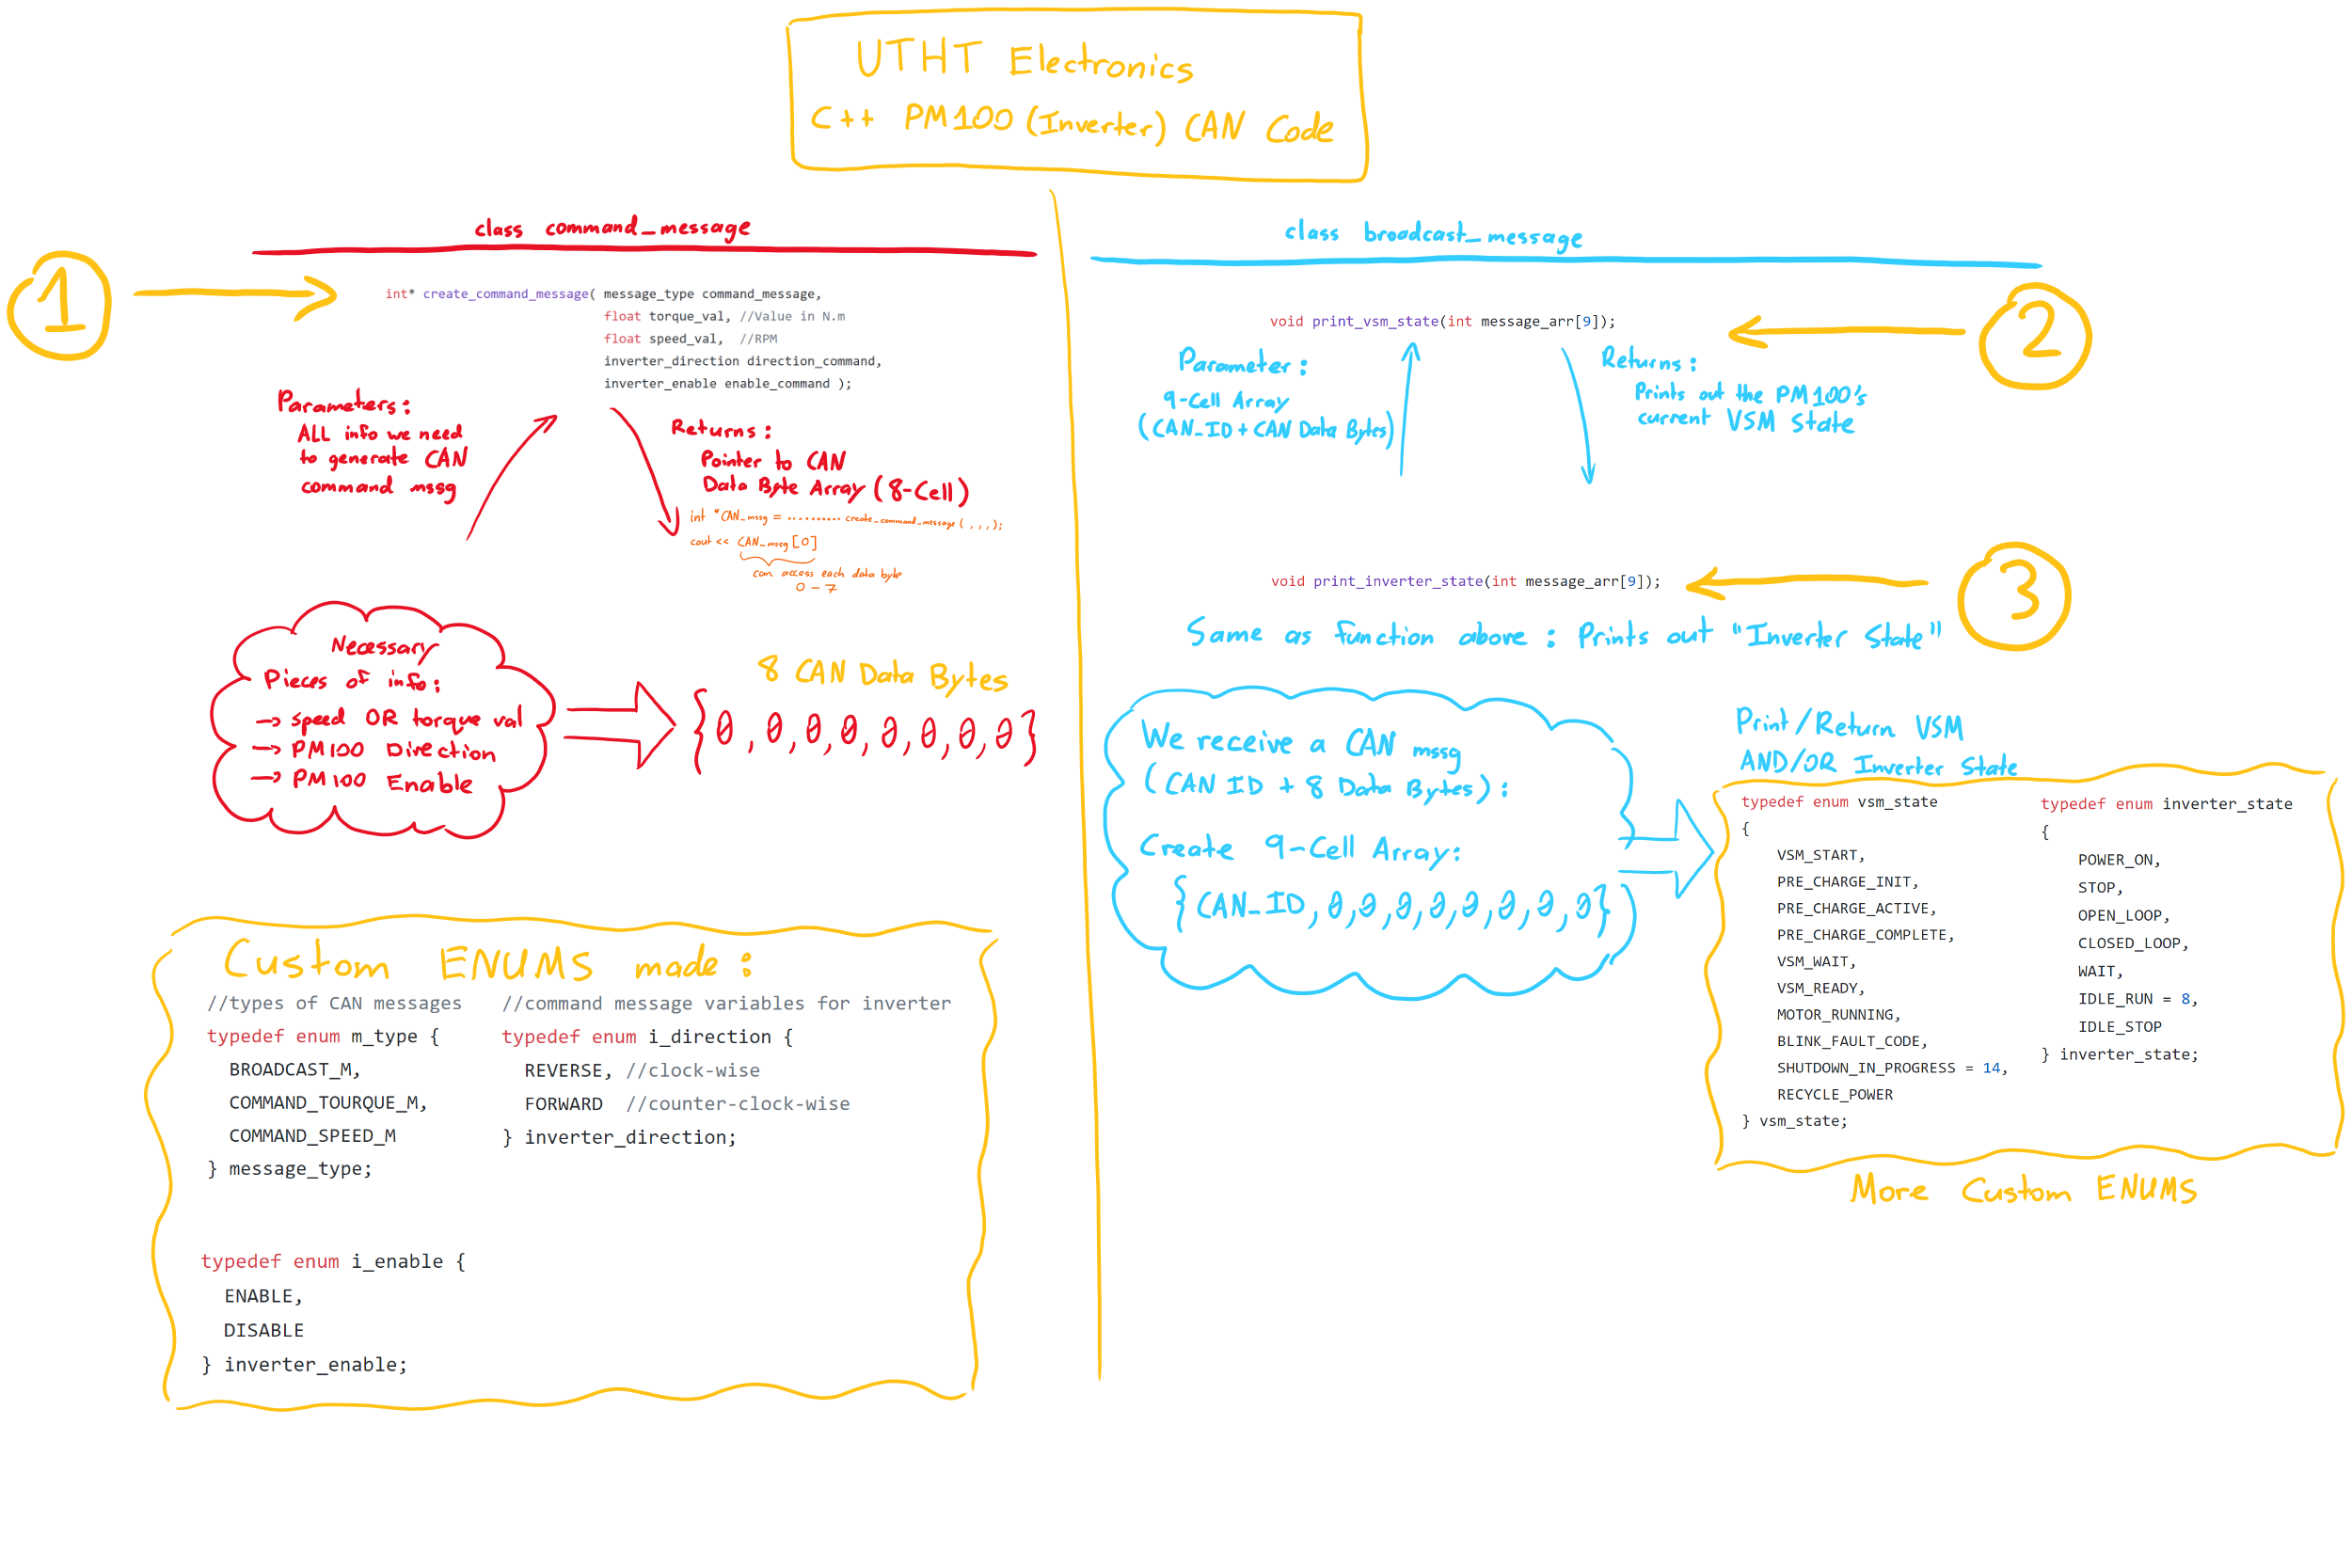 UTHT Electronics
C++ PM100 (Inverter) CAN Code
class command_message
1
int* create_command_message( message_type command_message,
float torque_val, //Value in N.m
float speed_val,  //RPM
inverter_direction direction_command,
inverter_enable enable_command );
Parameters:
ALL info we need
to generate CAN
command mssg
Returns:
Pointer to CAN
Data Byte Array (8-Cell)
int *CAN_mssg = .......... create_command_message( , , , );
cout << CAN_mssg[0]
can access each data byte
0 - 7
Necessary
Pieces of info:
→ speed OR torque val
→ PM100 Direction
→ PM100 Enable
8 CAN Data Bytes
{0, 0, 0, 0, 0, 0, 0, 0}
Custom ENUMS made:
//types of CAN messages
typedef enum m_type {
BROADCAST_M,
COMMAND_TOURQUE_M,
COMMAND_SPEED_M
} message_type;
//command message variables for inverter
typedef enum i_direction {
REVERSE, //clock-wise
FORWARD  //counter-clock-wise
} inverter_direction;
typedef enum i_enable {
ENABLE,
DISABLE
} inverter_enable;
class broadcast_message
2
void print_vsm_state(int message_arr[9]);
Parameter:
9-Cell Array
(CAN_ID + CAN Data Bytes)
Returns:
Prints out the PM100's
current VSM State
void print_inverter_state(int message_arr[9]);
3
Same as function above: Prints out "Inverter State"
We receive a CAN mssg
(CAN ID + 8 Data Bytes):
Create 9-Cell Array:
{CAN_ID, 0, 0, 0, 0, 0, 0, 0, 0}
Print/Return VSM
AND/OR Inverter State
typedef enum vsm_state
{
VSM_START,
PRE_CHARGE_INIT,
PRE_CHARGE_ACTIVE,
PRE_CHARGE_COMPLETE,
VSM_WAIT,
VSM_READY,
MOTOR_RUNNING,
BLINK_FAULT_CODE,
SHUTDOWN_IN_PROGRESS = 14,
RECYCLE_POWER
} vsm_state;
typedef enum inverter_state
{
POWER_ON,
STOP,
OPEN_LOOP,
CLOSED_LOOP,
WAIT,
IDLE_RUN = 8,
IDLE_STOP
} inverter_state;
More Custom ENUMS